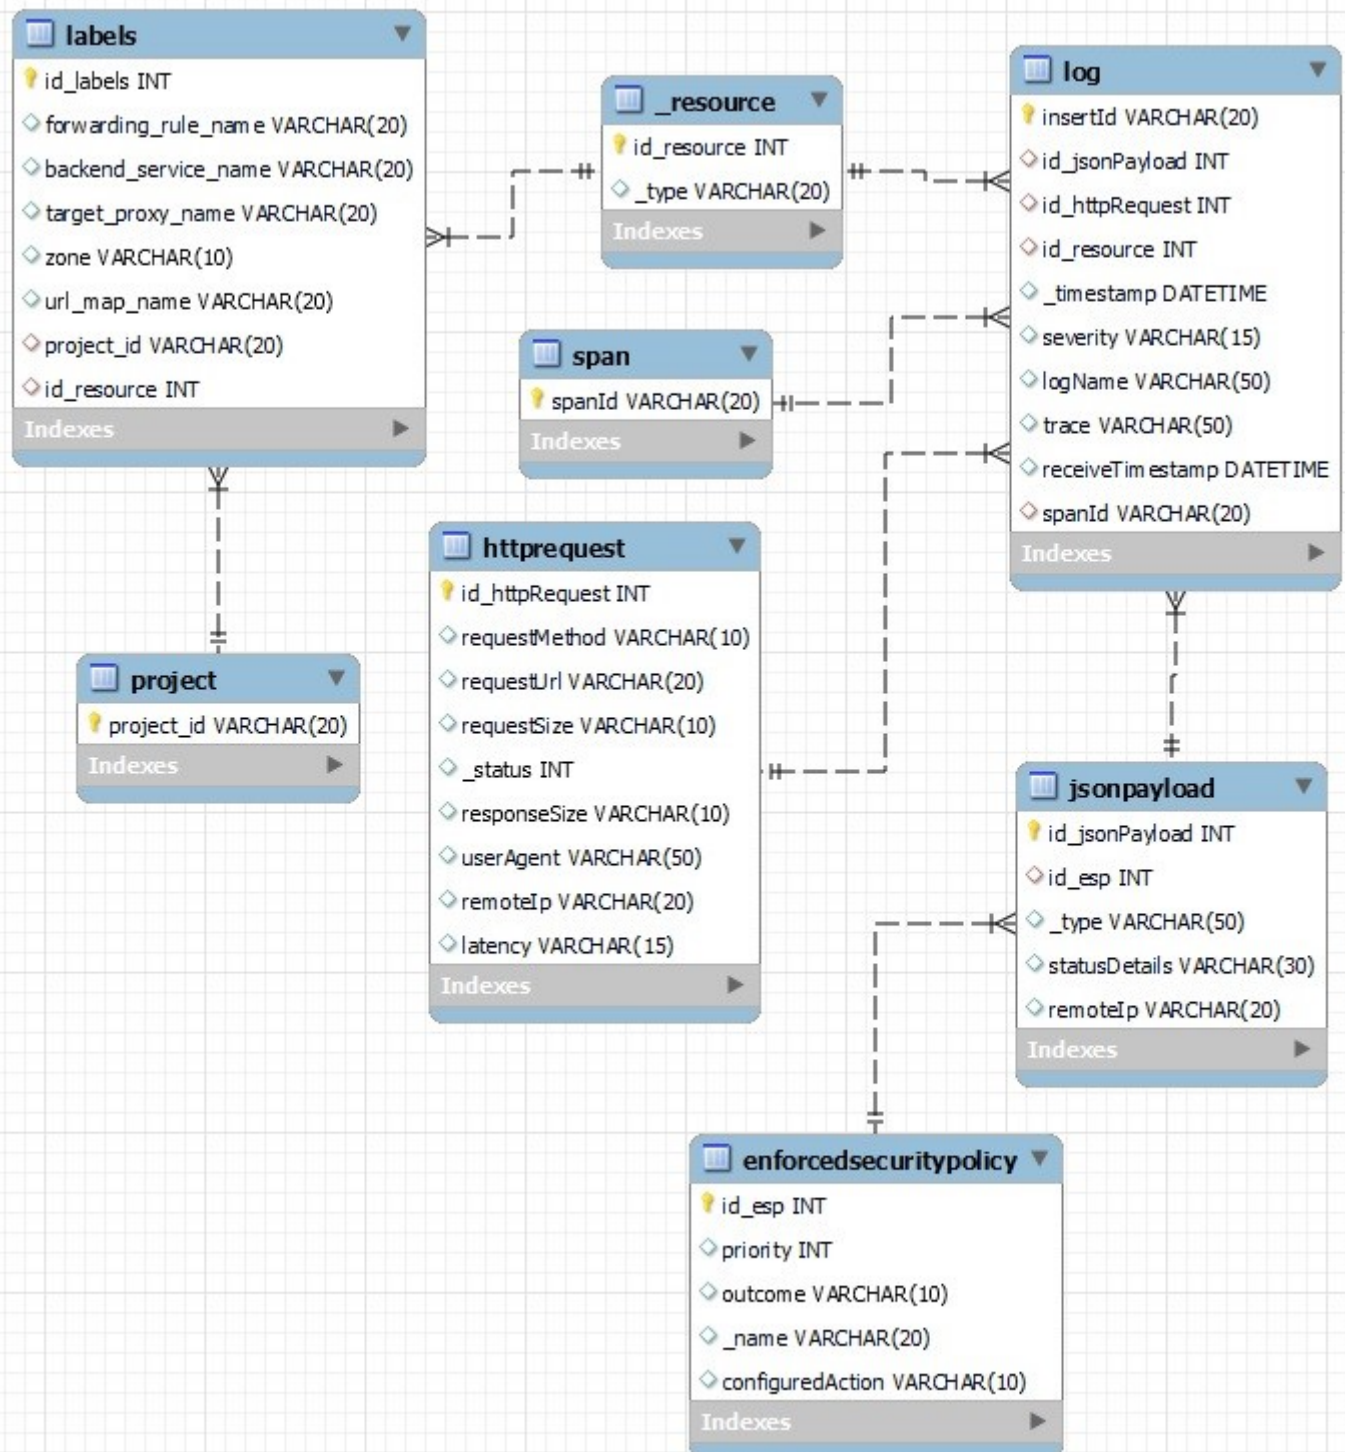 labels
id_labels INT
forwarding_rule_name VARCHAR(20)
backend_service_name VARCHAR(20)
target_proxy_name VARCHAR(20)
zone VARCHAR(10)
url_map_name VARCHAR(20)
project_id VARCHAR(20)
id_resource INT
Indexes
_resource
id_resource INT
_type VARCHAR(20)
Indexes
log
insertId VARCHAR(20)
id_jsonPayload INT
id_httpRequest INT
id_resource INT
_timestamp DATETIME
severity VARCHAR(15)
logName VARCHAR(50)
trace VARCHAR(50)
receiveTimestamp DATETIME
spanId VARCHAR(20)
Indexes
span
spanId VARCHAR(20)
Indexes
httprequest
id_httpRequest INT
requestMethod VARCHAR(10)
requestUrl VARCHAR(20)
requestSize VARCHAR(10)
_status INT
responseSize VARCHAR(10)
userAgent VARCHAR(50)
remoteIp VARCHAR(20)
latency VARCHAR(15)
Indexes
project
project_id VARCHAR(20)
Indexes
jsonpayload
id_jsonPayload INT
id_esp INT
_type VARCHAR(50)
statusDetails VARCHAR(30)
remoteIp VARCHAR(20)
Indexes
enforcedsecuritypolicy
id_esp INT
priority INT
outcome VARCHAR(10)
_name VARCHAR(20)
configuredAction VARCHAR(10)
Indexes